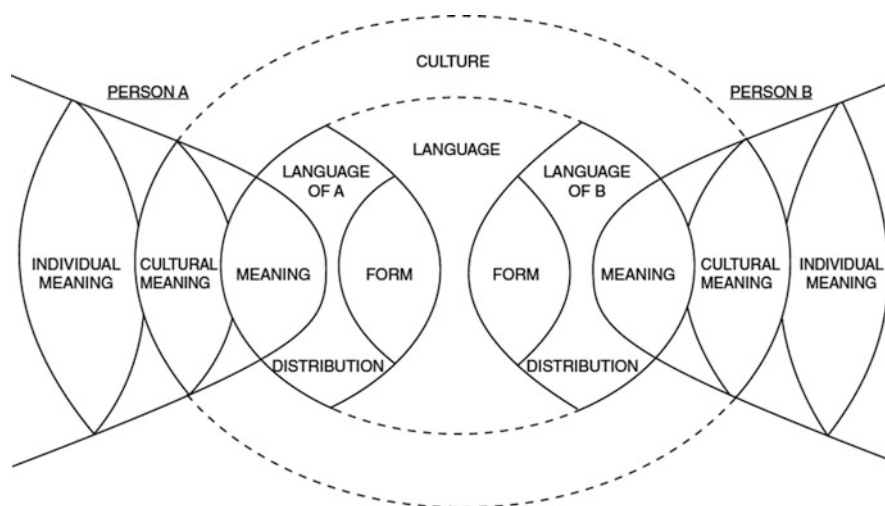 CULTURE
PERSON A
PERSON B
LANGUAGE
LANGUAGE
OF A
LANGUAGE
OF B
INDIVIDUAL
MEANING
CULTURAL
MEANING
MEANING
FORM
FORM
MEANING
CULTURAL
MEANING
INDIVIDUAL
MEANING
DISTRIBUTION
DISTRIBUTION